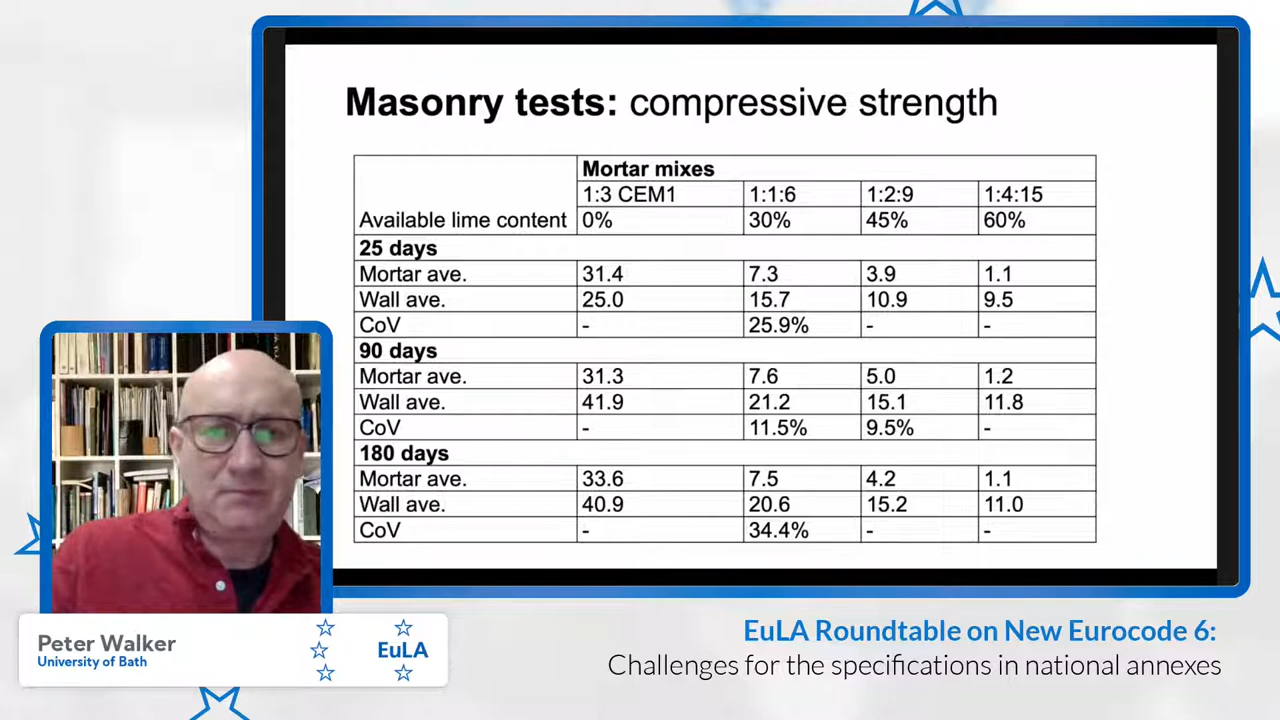 Masonry tests: compressive strength
Mortar mixes
1:3 CEM1 1:1:6 1:2:9 1:4:15
Available lime content 0% 30% 45% 60%
25 days
Mortar ave. 31.4 7.3 3.9 1.1
Wall ave. 25.0 15.7 10.9 9.5
CoV - 25.9% - -
90 days
Mortar ave. 31.3 7.6 5.0 1.2
Wall ave. 41.9 21.2 15.1 11.8
CoV - 11.5% 9.5% -
180 days
Mortar ave. 33.6 7.5 4.2 1.1
Wall ave. 40.9 20.6 15.2 11.0
CoV - 34.4% - -
Peter Walker
University of Bath
EuLA
EuLA Roundtable on New Eurocode 6:
Challenges for the specifications in national annexes